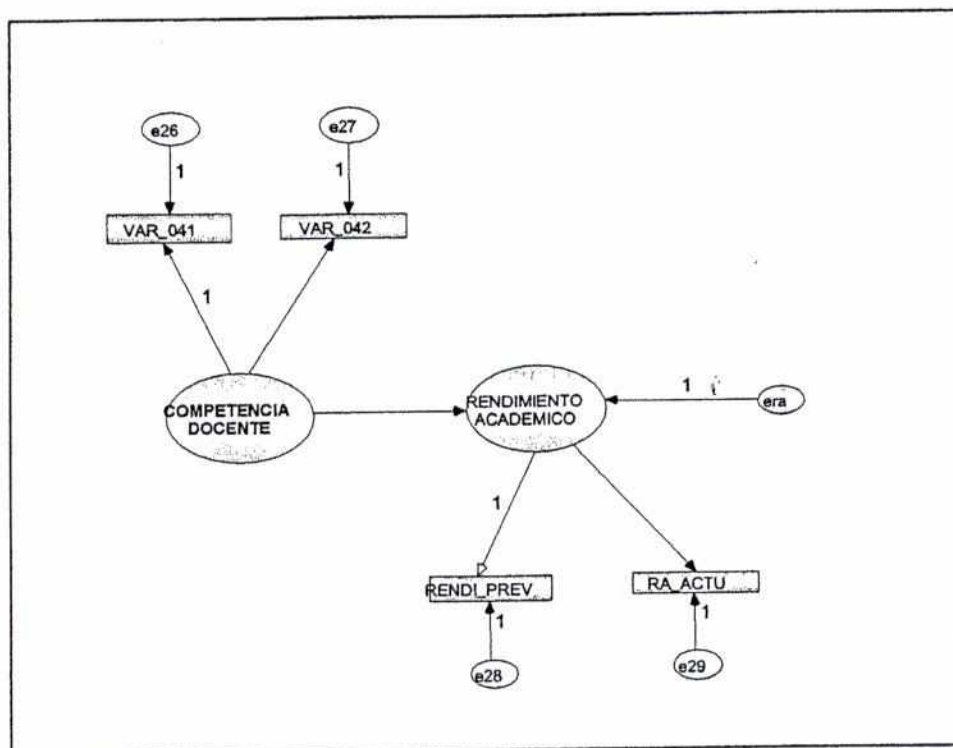 e26
e27
1
1
VAR_041
VAR_042
1
COMPETENCIA
DOCENTE
RENDIMIENTO
ACADEMICO
1
era
1
RENDI_PREV
RA_ACTU
1
1
e28
e29